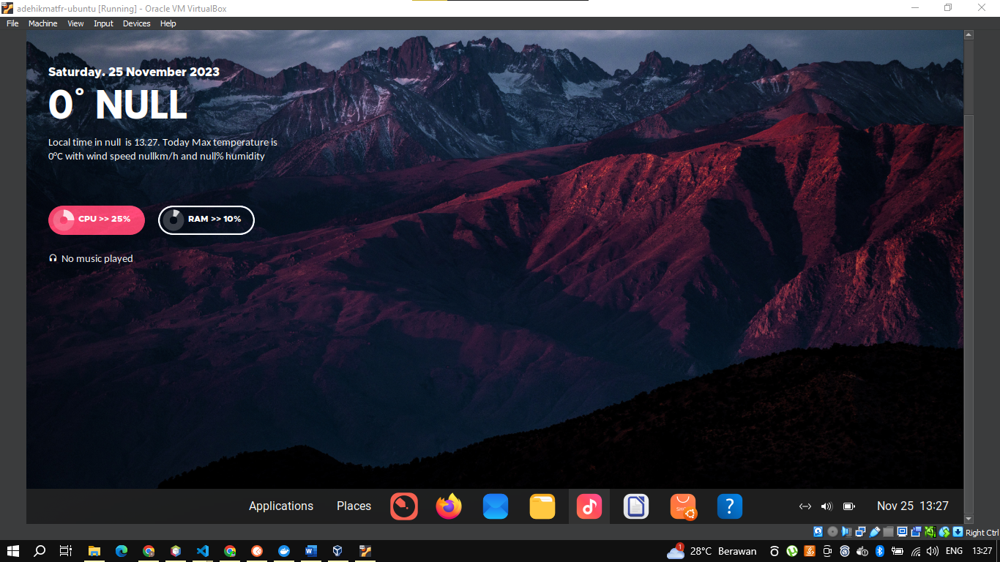 adehikmatfr-ubuntu [Running] - Oracle VM VirtualBox
File Machine View Input Devices Help
Saturday. 25 November 2023
0° NULL
Local time in null is 13.27. Today Max temperature is
0°C with wind speed nullkm/h and null% humidity
CPU >> 25% RAM >> 10%
No music played
Applications Places Nov 25 13:27
Right Ctrl
1 28°C Berawan ENG 13:27